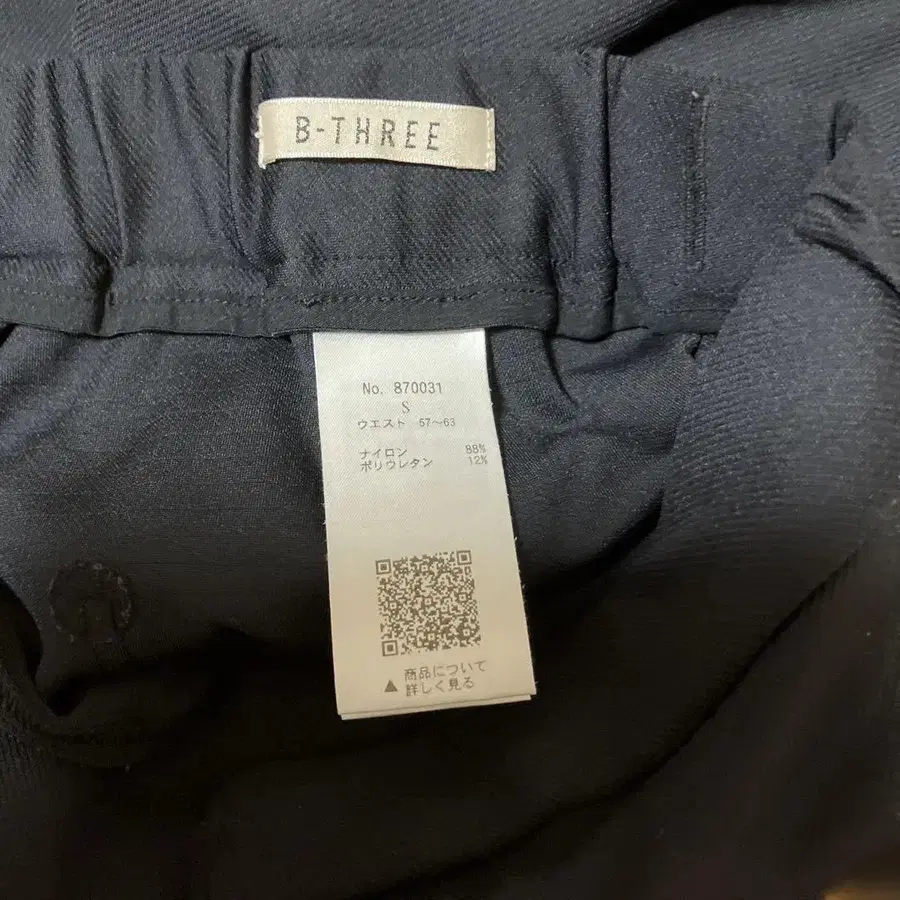 B-THREE
No. 870031
S
ウエスト 57～63
ナイロン 88%
ポリウレタン 12%
商品について
▲ 詳しく見る